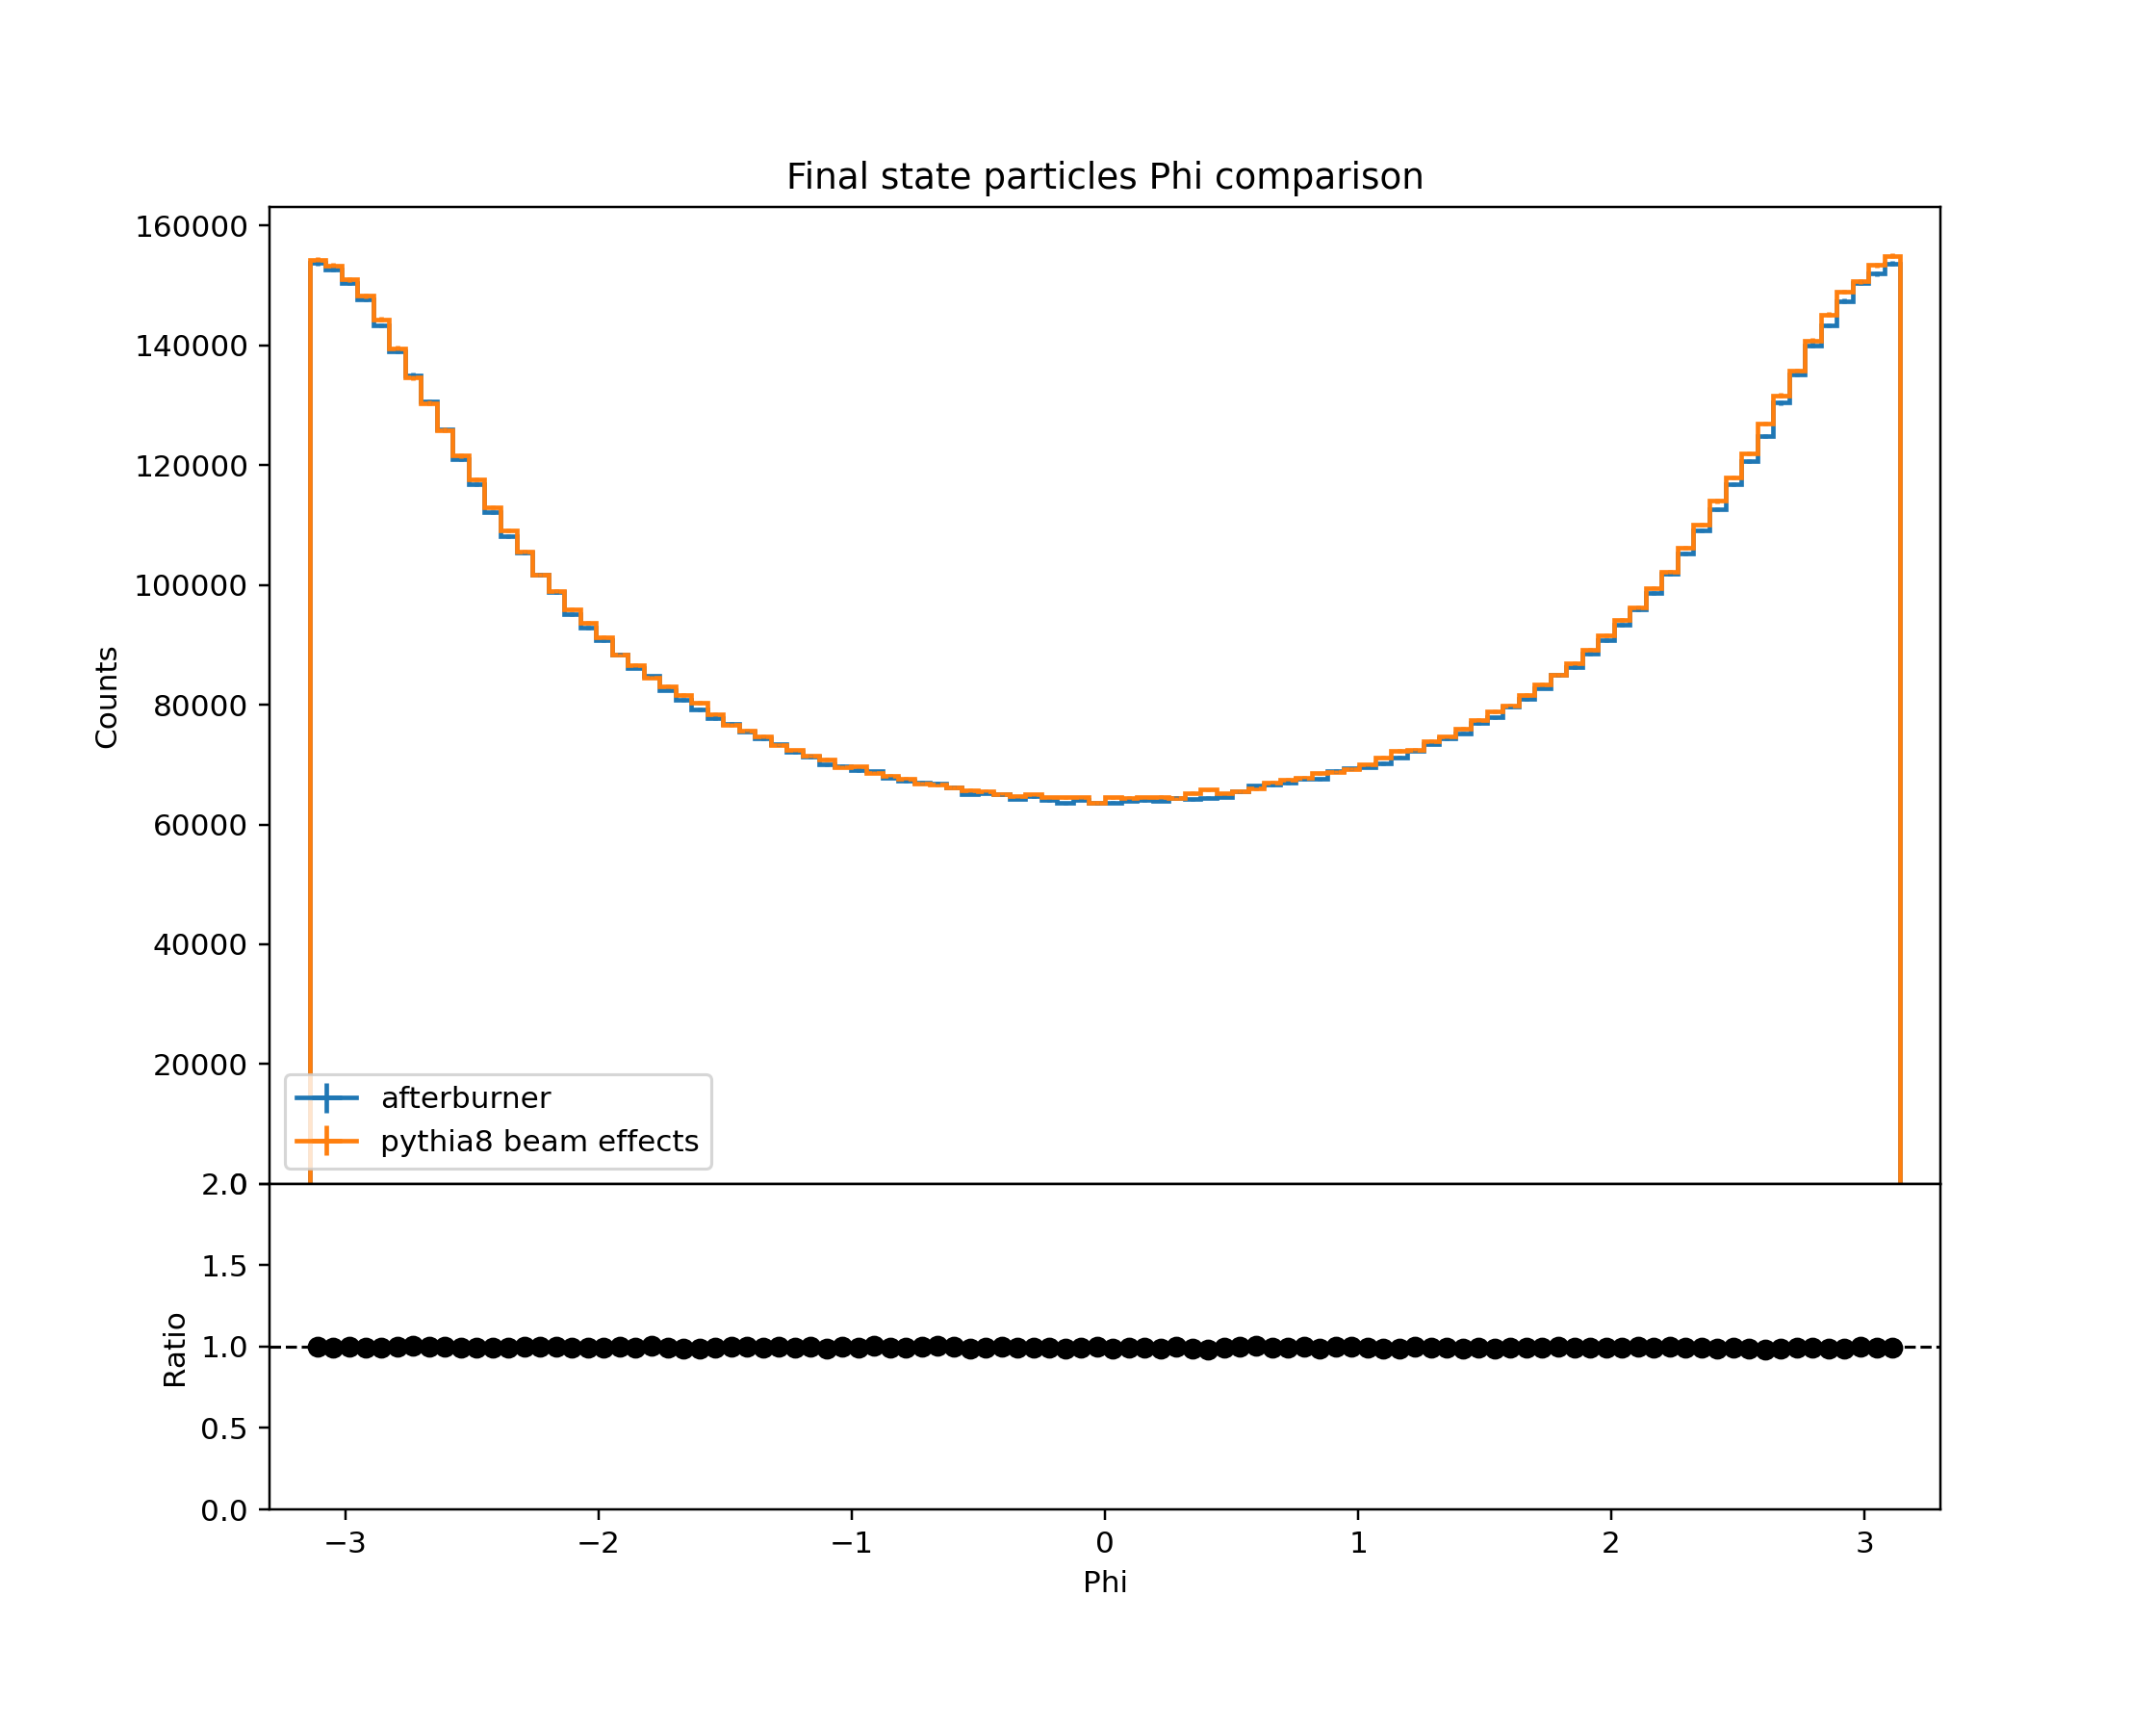 Final state particles Phi comparison
160000
140000
120000
100000
80000
60000
40000
20000
Counts
afterburner
pythia8 beam effects
2.0
1.5
1.0
0.5
0.0
Ratio
−3 −2 −1 0 1 2 3
Phi